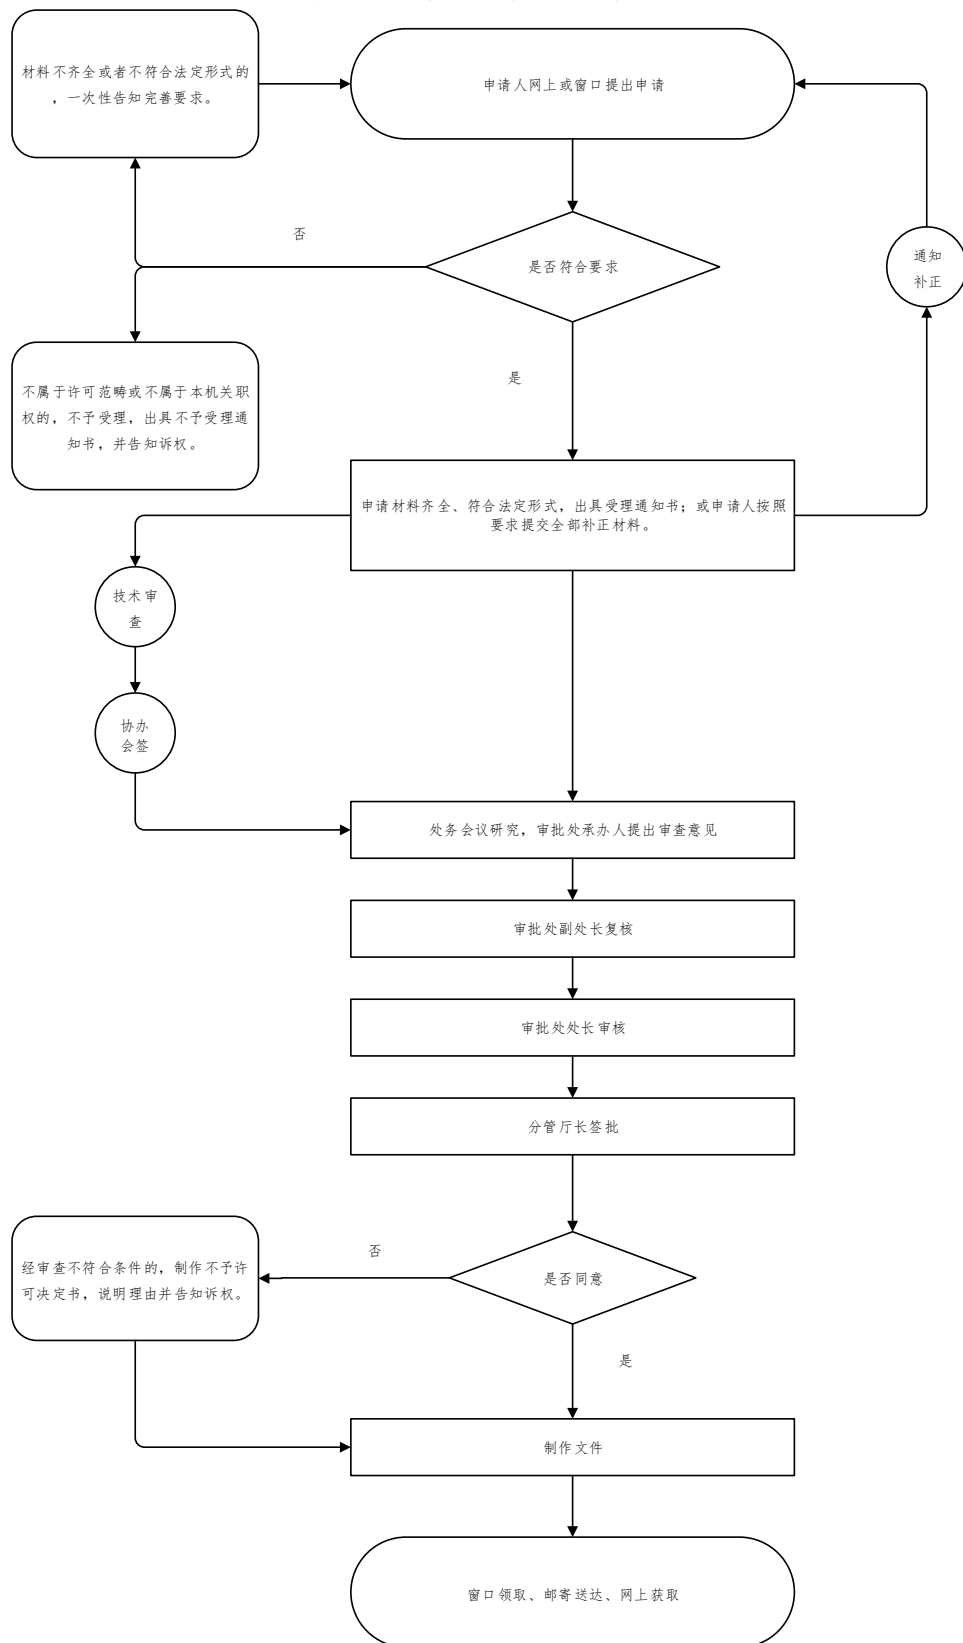 材料不齐全或者不符合法定形式的
，一次性告知完善要求。
申请人网上或窗口提出申请
否
是否符合要求
通知
补正
不属于许可范畴或不属于本机关职
权的，不予受理，出具不予受理通
知书，并告知诉权。
是
申请材料齐全、符合法定形式，出具受理通知书；或申请人按照
要求提交全部补正材料。
技术审
查
协办
会签
处务会议研究，审批处承办人提出审查意见
审批处副处长复核
审批处处长审核
分管厅长签批
经审查不符合条件的，制作不予许
可决定书，说明理由并告知诉权。
否
是否同意
是
制作文件
窗口领取、邮寄送达、网上获取